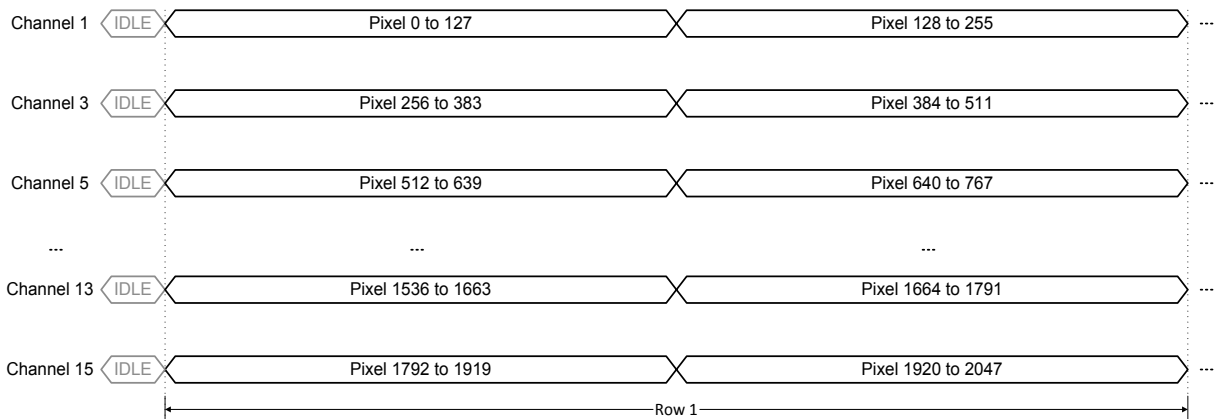 Channel 1 IDLE Pixel 0 to 127 Pixel 128 to 255 ...
Channel 3 IDLE Pixel 256 to 383 Pixel 384 to 511 ...
Channel 5 IDLE Pixel 512 to 639 Pixel 640 to 767 ...
... ... ...
Channel 13 IDLE Pixel 1536 to 1663 Pixel 1664 to 1791 ...
Channel 15 IDLE Pixel 1792 to 1919 Pixel 1920 to 2047 ...
Row 1